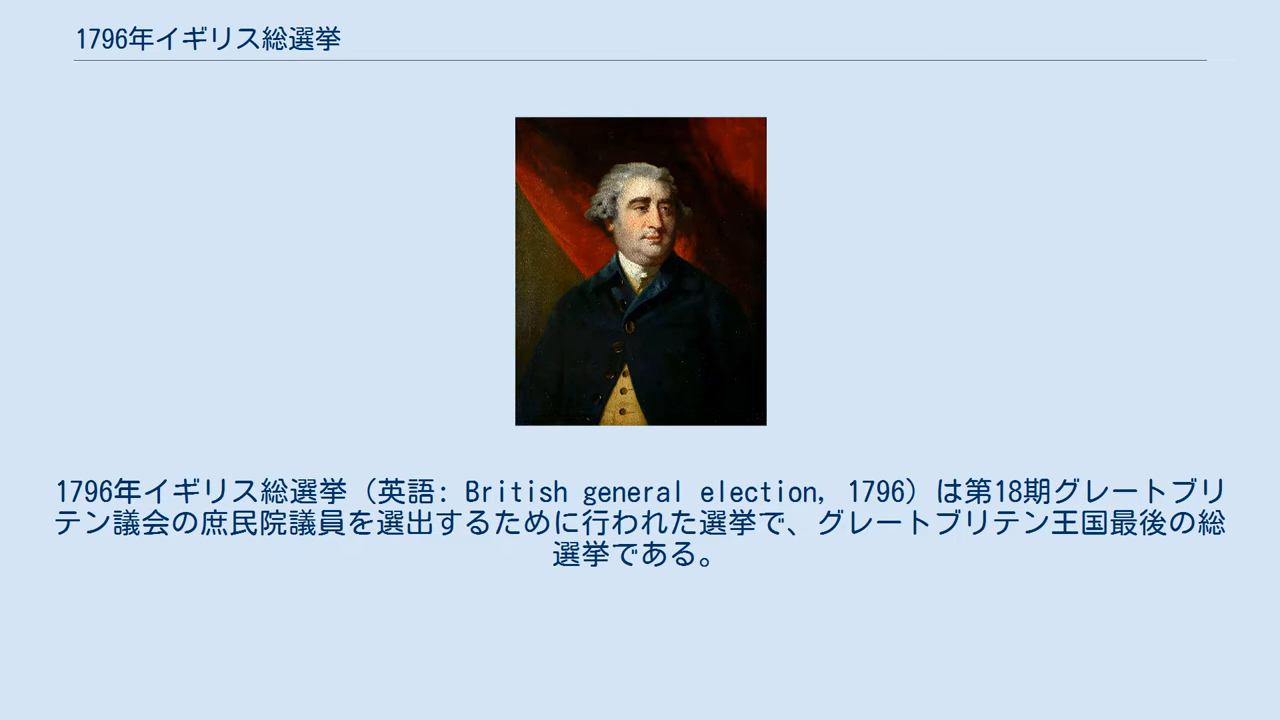 1796年イギリス総選挙
1796年イギリス総選挙（英語: British general election, 1796）は第18期グレートブリ
テン議会の庶民院議員を選出するために行われた選挙で、グレートブリテン王国最後の総
選挙である。